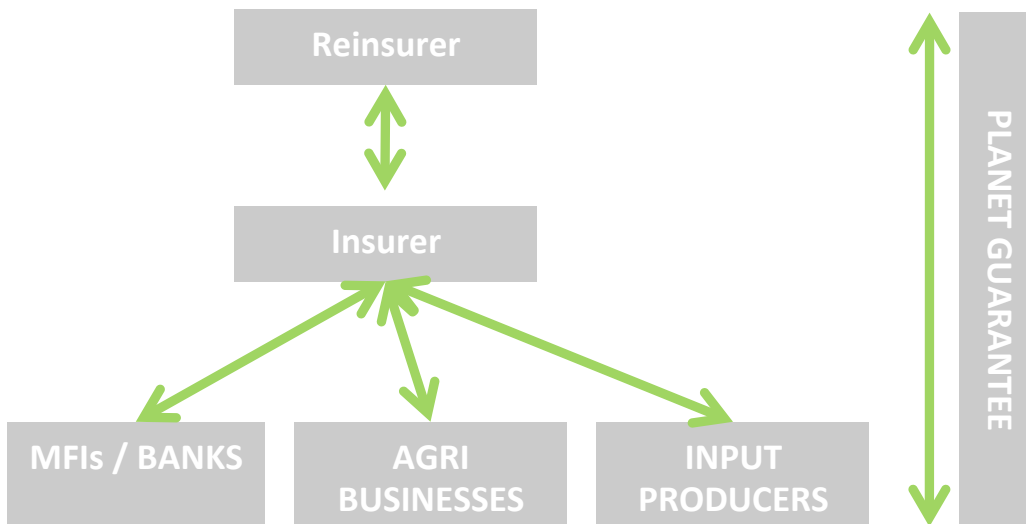 Reinsurer
Insurer
MFIs / BANKS
AGRI
BUSINESSES
INPUT
PRODUCERS
PLANET GUARANTEE